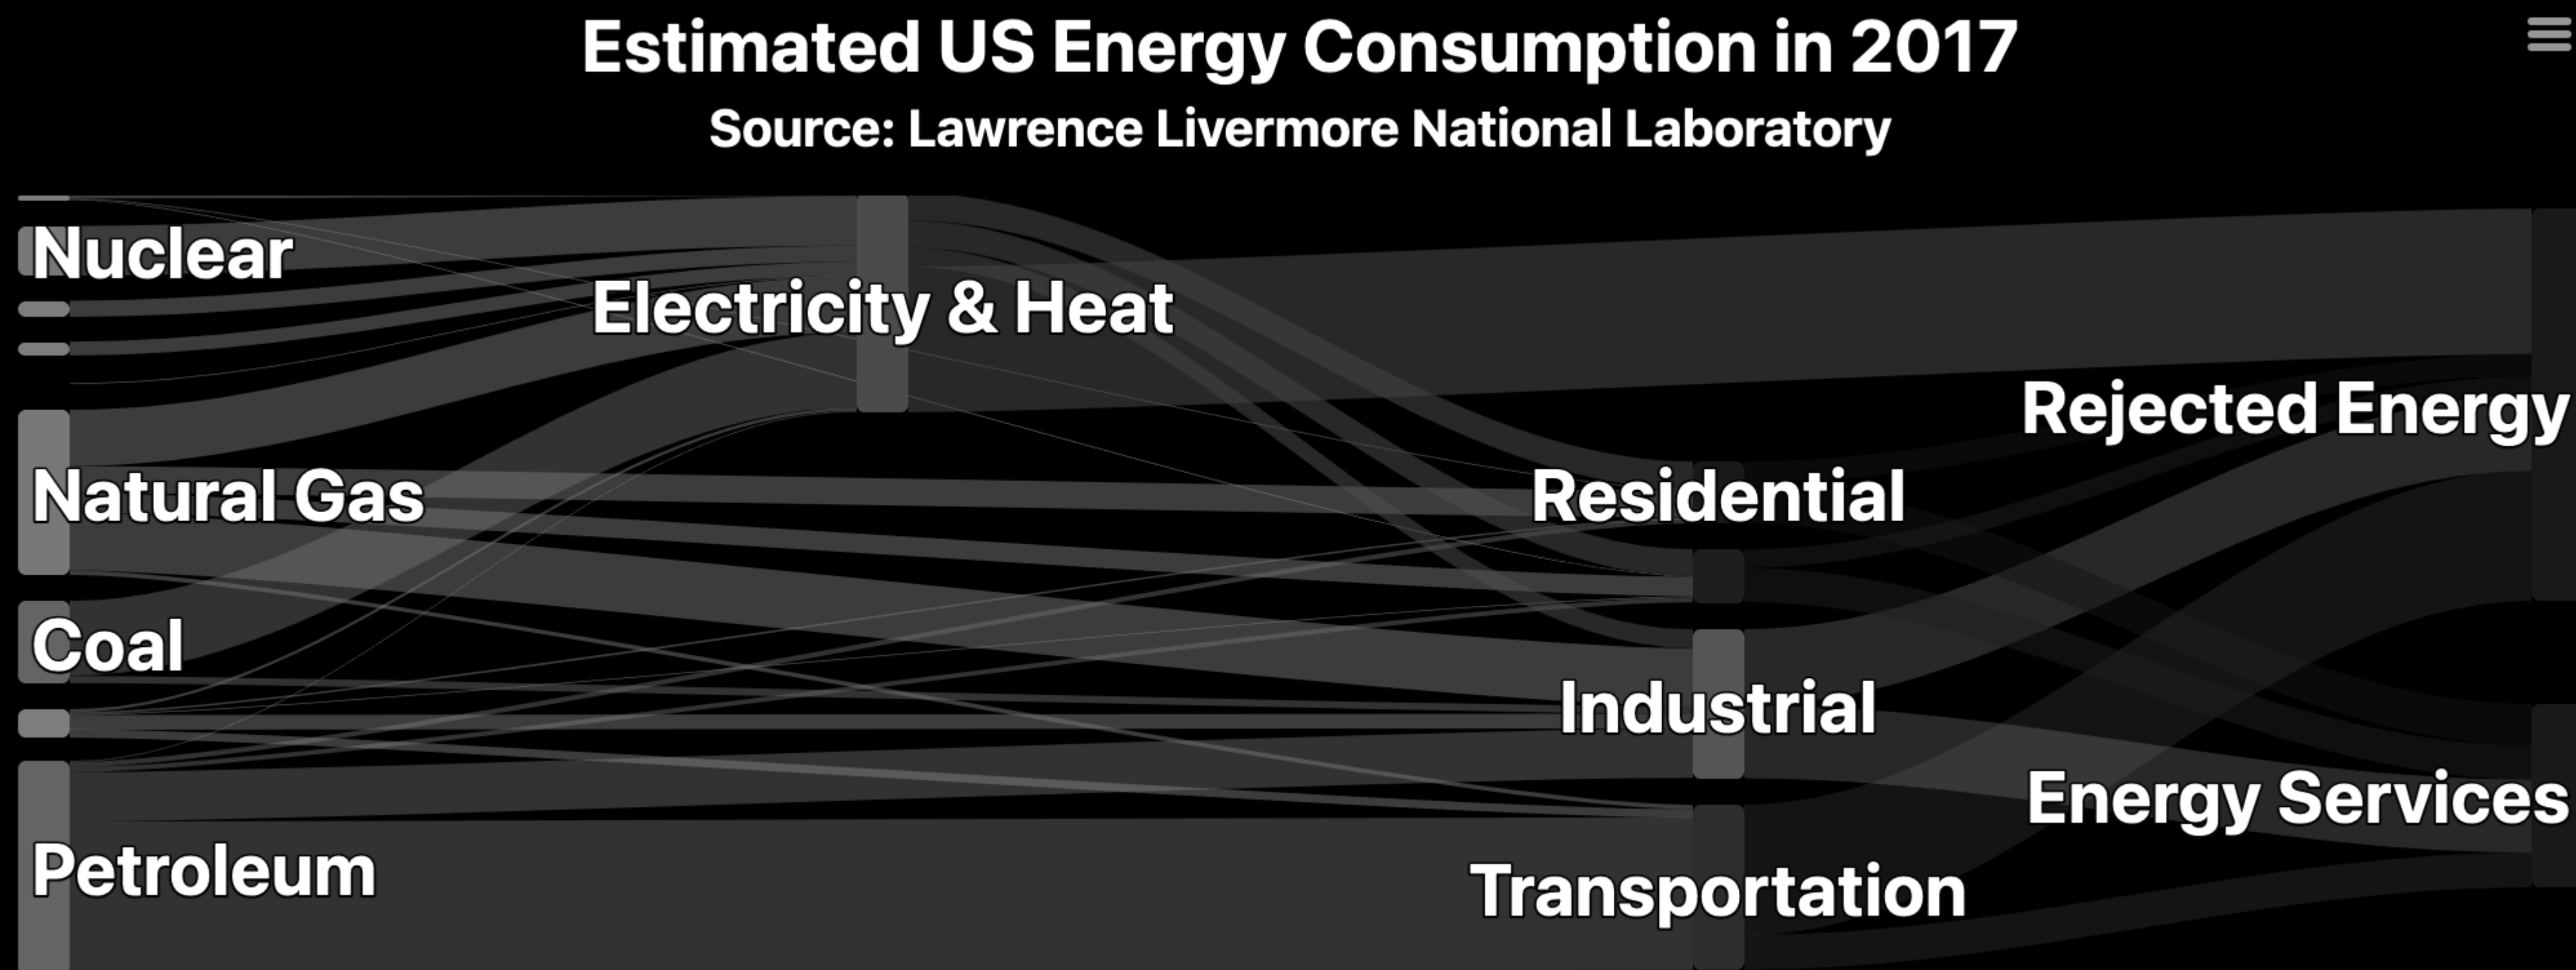 Estimated US Energy Consumption in 2017
Source: Lawrence Livermore National Laboratory
Nuclear
Electricity & Heat
Rejected Energy
Natural Gas
Residential
Coal
Industrial
Energy Services
Petroleum
Transportation